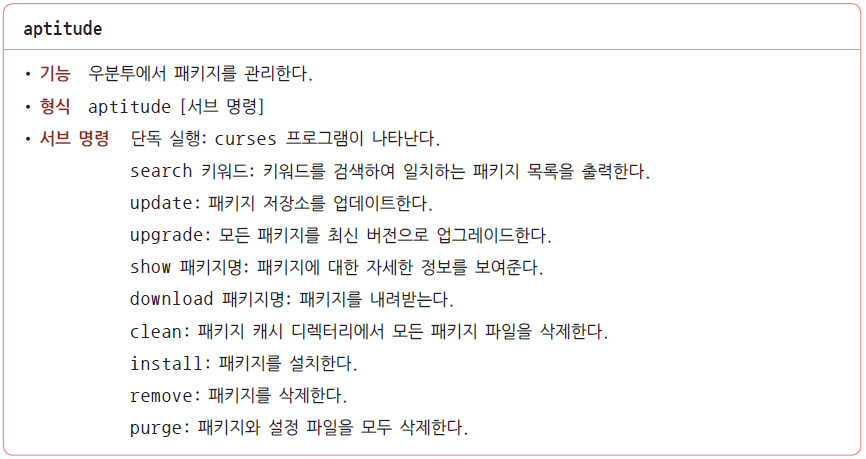 aptitude
• 기능 우분투에서 패키지를 관리한다.
• 형식 aptitude [서브 명령]
• 서브 명령 단독 실행: curses 프로그램이 나타난다.
search 키워드: 키워드를 검색하여 일치하는 패키지 목록을 출력한다.
update: 패키지 저장소를 업데이트한다.
upgrade: 모든 패키지를 최신 버전으로 업그레이드한다.
show 패키지명: 패키지에 대한 자세한 정보를 보여준다.
download 패키지명: 패키지를 내려받는다.
clean: 패키지 캐시 디렉터리에서 모든 패키지 파일을 삭제한다.
install: 패키지를 설치한다.
remove: 패키지를 삭제한다.
purge: 패키지와 설정 파일을 모두 삭제한다.